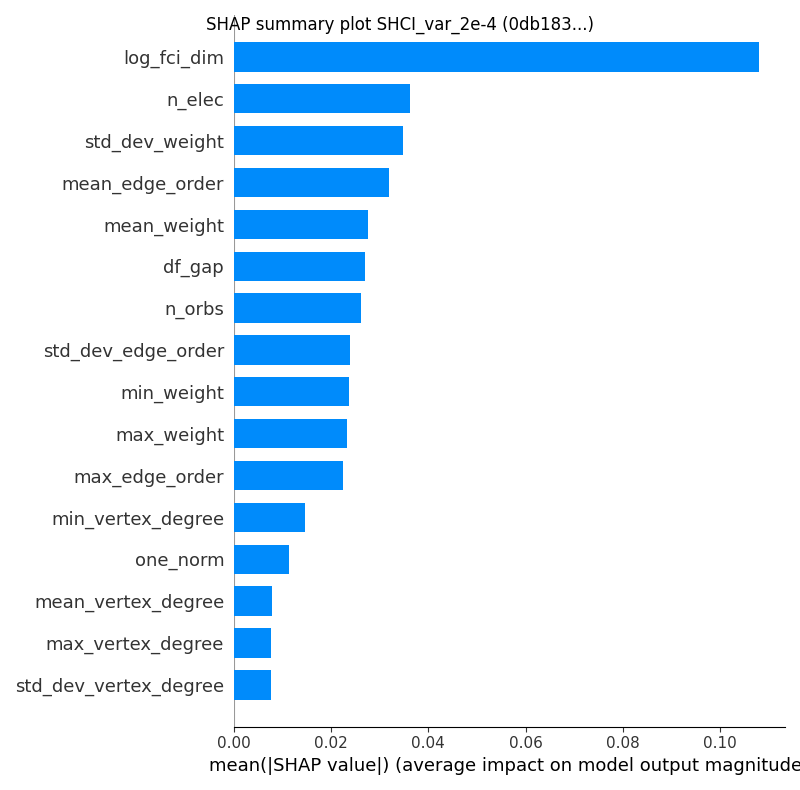 SHAP summary plot SHCI_var_2e-4 (0db183...)
log_fci_dim
n_elec
std_dev_weight
mean_edge_order
mean_weight
df_gap
n_orbs
std_dev_edge_order
min_weight
max_weight
max_edge_order
min_vertex_degree
one_norm
mean_vertex_degree
max_vertex_degree
std_dev_vertex_degree
0.00 0.02 0.04 0.06 0.08 0.10
mean(|SHAP value|) (average impact on model output magnitude